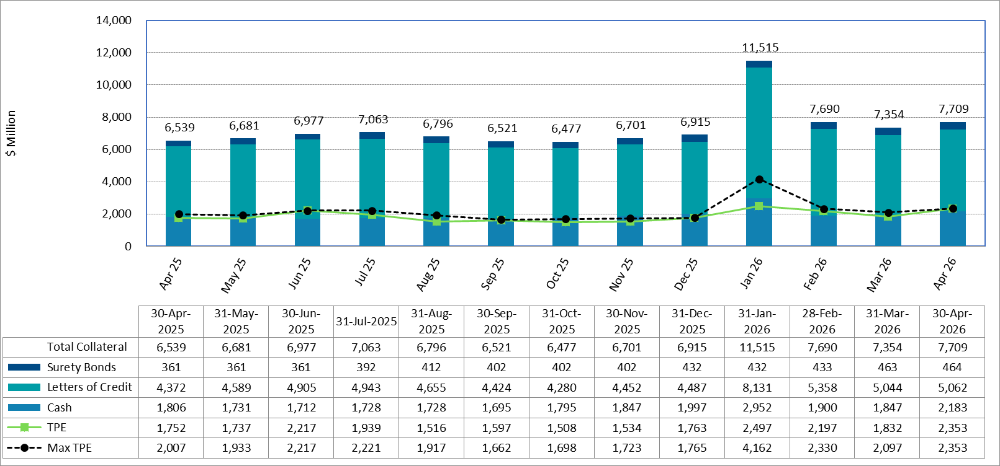 $ Million
14,000
12,000
10,000
8,000
6,000
4,000
2,000
0
6,539
6,681
6,977
7,063
6,796
6,521
6,477
6,701
6,915
11,515
7,690
7,354
7,709
Apr 25
May 25
Jun 25
Jul 25
Aug 25
Sep 25
Oct 25
Nov 25
Dec 25
Jan 26
Feb 26
Mar 26
Apr 26
30-Apr- 31-May- 30-Jun- 31-Jul-2025 31-Aug- 30-Sep- 31-Oct- 30-Nov- 31-Dec- 31-Jan- 28-Feb- 31-Mar- 30-Apr-
2025 2025 2025 2025 2025 2025 2025 2025 2026 2026 2026 2026
Total Collateral 6,539 6,681 6,977 7,063 6,796 6,521 6,477 6,701 6,915 11,515 7,690 7,354 7,709
Surety Bonds 361 361 361 392 412 402 402 402 432 432 433 463 464
Letters of Credit 4,372 4,589 4,905 4,943 4,655 4,424 4,280 4,452 4,487 8,131 5,358 5,044 5,062
Cash 1,806 1,731 1,712 1,728 1,728 1,695 1,795 1,847 1,997 2,952 1,900 1,847 2,183
TPE 1,752 1,737 2,217 1,939 1,516 1,597 1,508 1,534 1,763 2,497 2,197 1,832 2,353
Max TPE 2,007 1,933 2,217 2,221 1,917 1,662 1,698 1,723 1,765 4,162 2,330 2,097 2,353